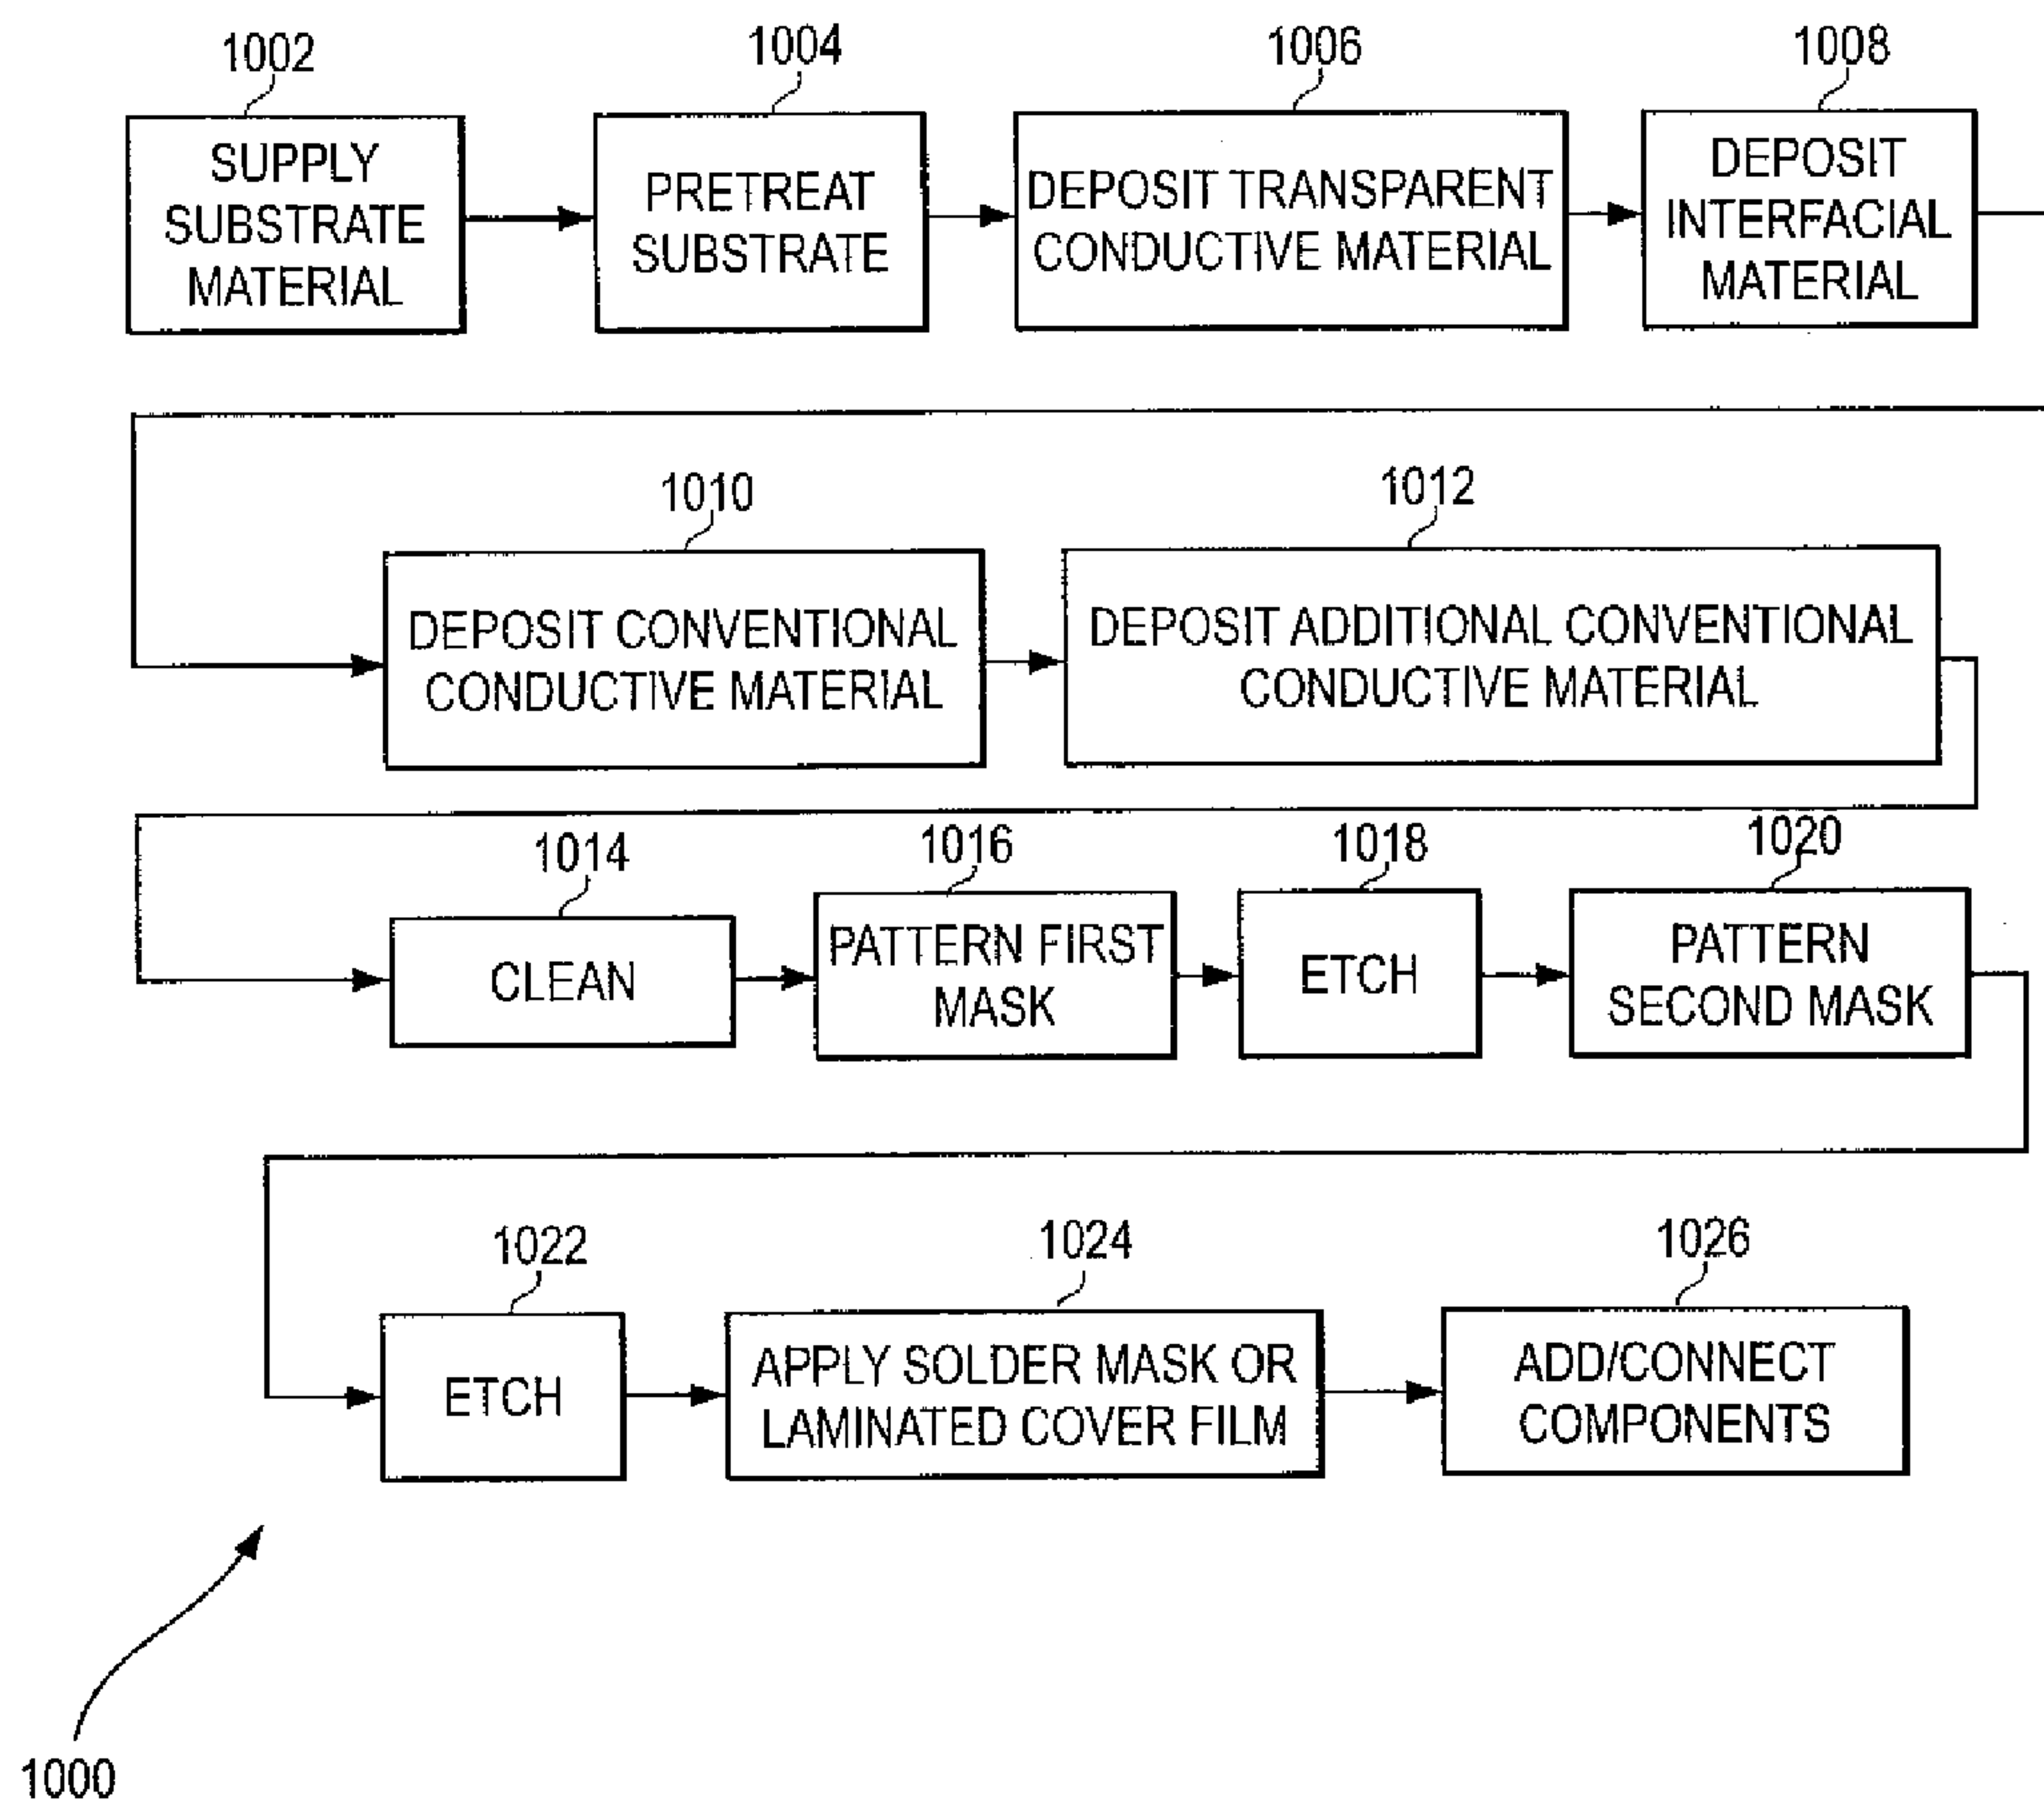 1002
1004
1006
1008
SUPPLY
SUBSTRATE
MATERIAL
PRETREAT
SUBSTRATE
DEPOSIT TRANSPARENT
CONDUCTIVE MATERIAL
DEPOSIT
INTERFACIAL
MATERIAL
1010
1012
DEPOSIT CONVENTIONAL
CONDUCTIVE MATERIAL
DEPOSIT ADDITIONAL CONVENTIONAL
CONDUCTIVE MATERIAL
1014
1016
1018
1020
CLEAN
PATTERN FIRST
MASK
ETCH
PATTERN
SECOND MASK
1022
1024
1026
ETCH
APPLY SOLDER MASK OR
LAMINATED COVER FILM
ADD/CONNECT
COMPONENTS
1000